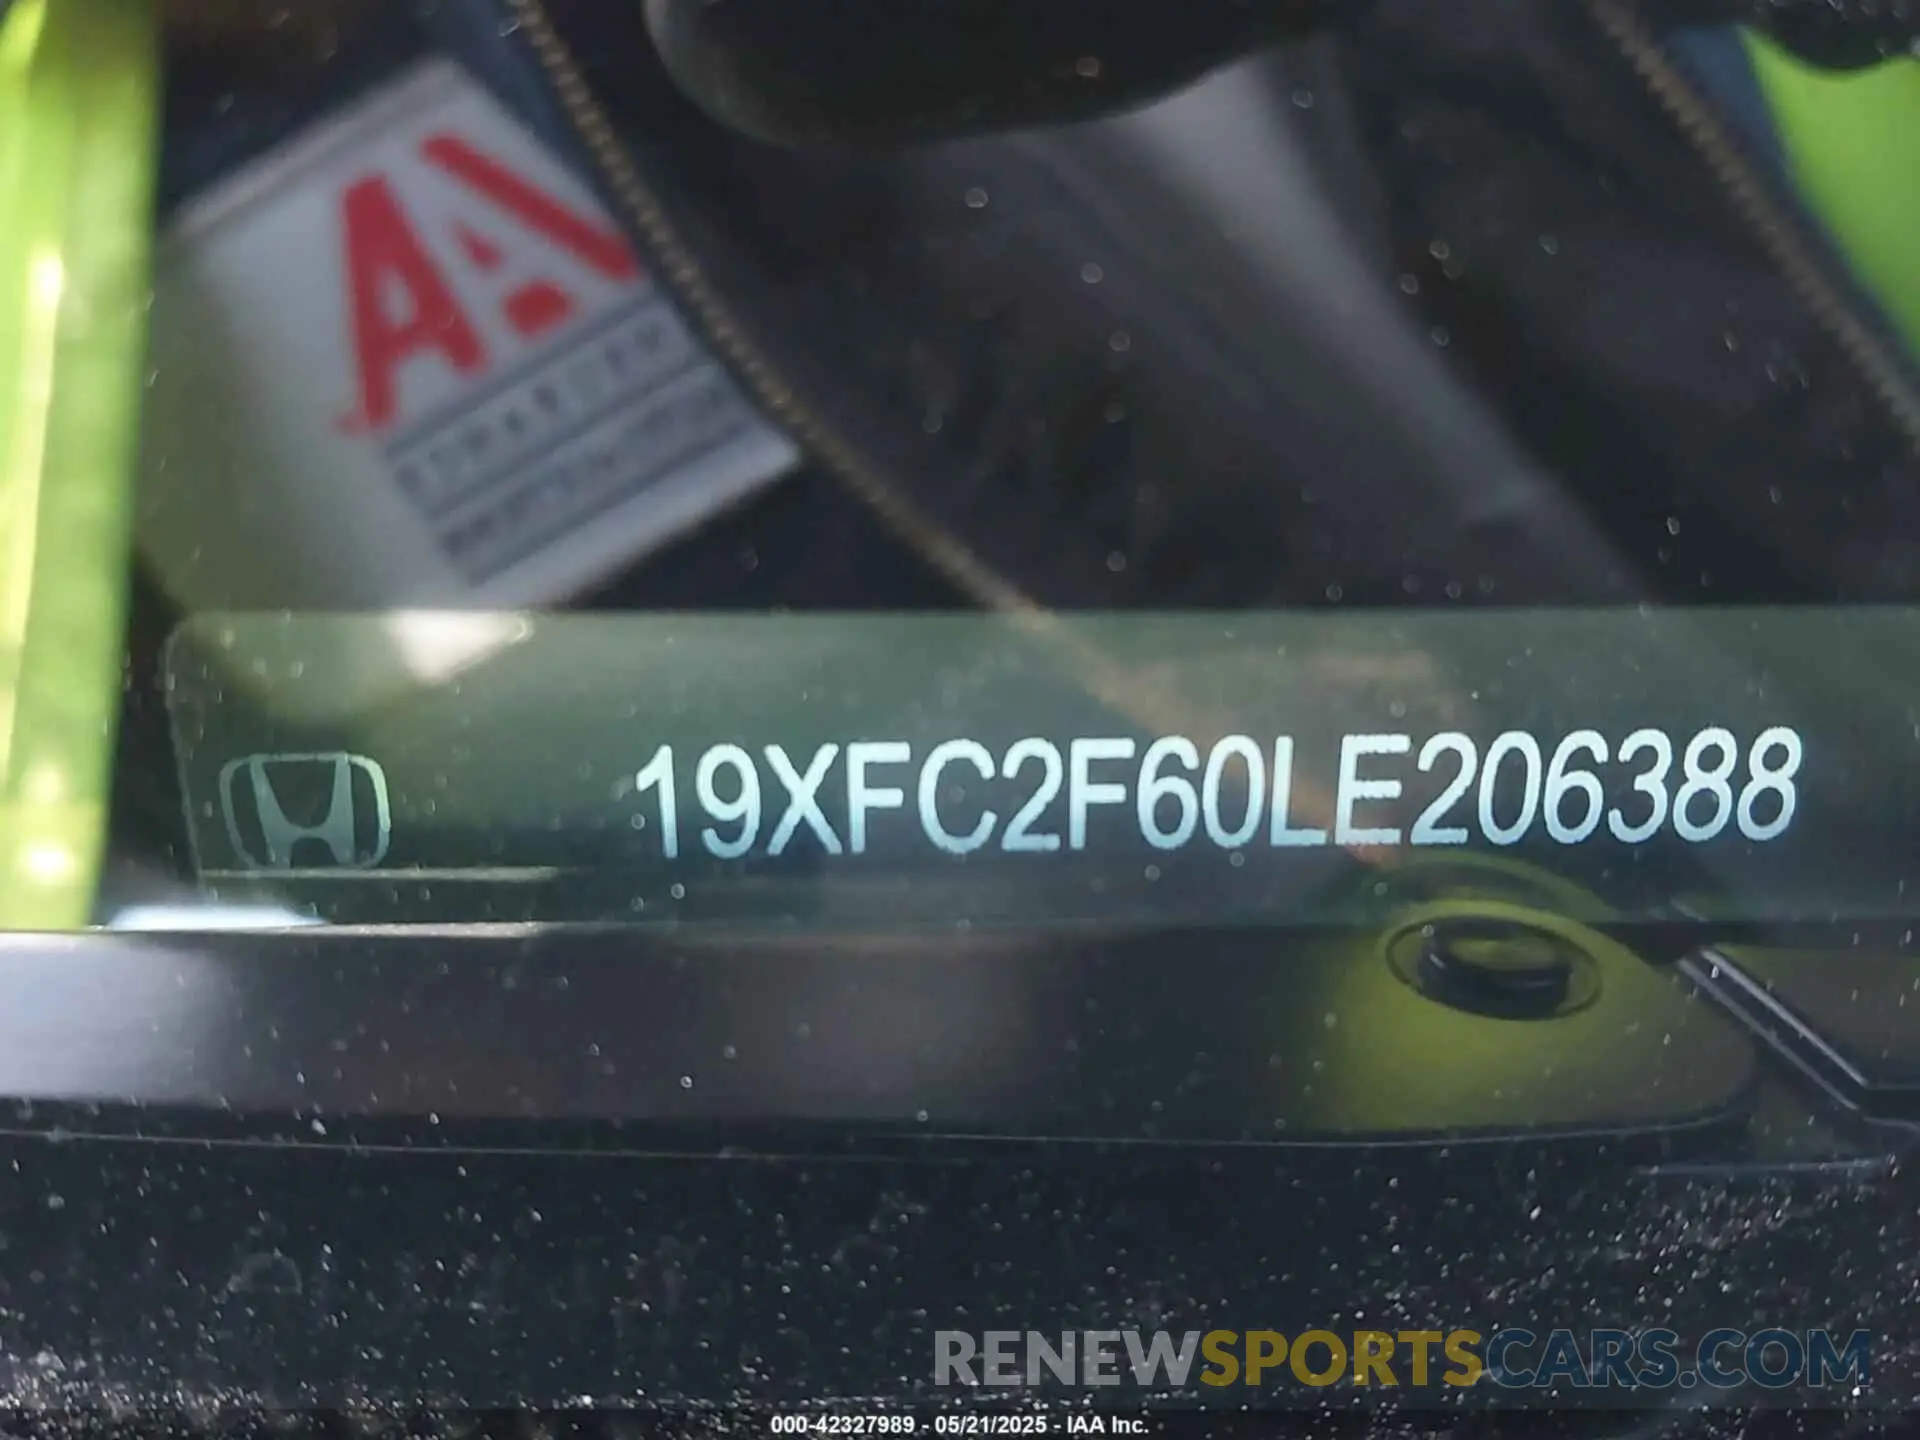 19XFC2F60LE206388
RENEWSPORTSCARS.COM
000-42327989 - 05/21/2025 - IAA Inc.